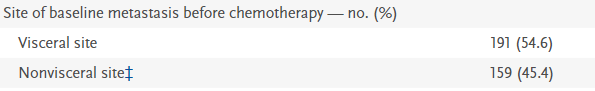 Site of baseline metastasis before chemotherapy — no. (%)
Visceral site 191 (54.6)
Nonvisceral site‡ 159 (45.4)